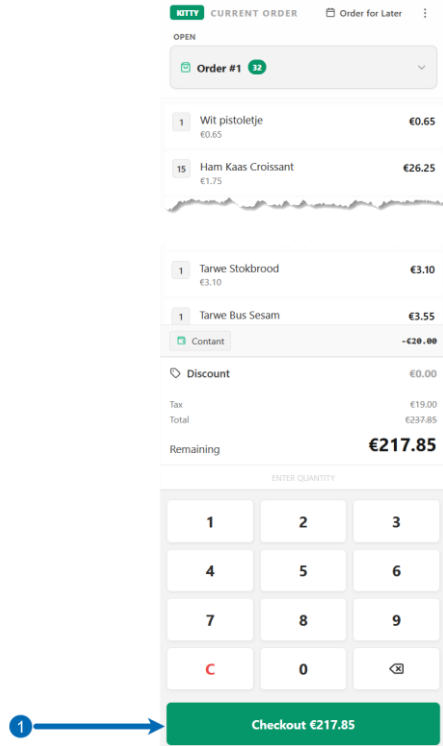 KITTY CURRENT ORDER Order for Later
OPEN
Order #1 32
1 Wit pistoletje €0.65
€0.65
15 Ham Kaas Croissant €26.25
€1.75
1 Tarwe Stokbrood €3.10
€3.10
1 Tarwe Bus Sesam €3.55
Contant -€20.00
Discount €0.00
Tax €19.00
Total €237.85
Remaining €217.85
ENTER QUANTITY
1 2 3
4 5 6
7 8 9
C 0
1 Checkout €217.85